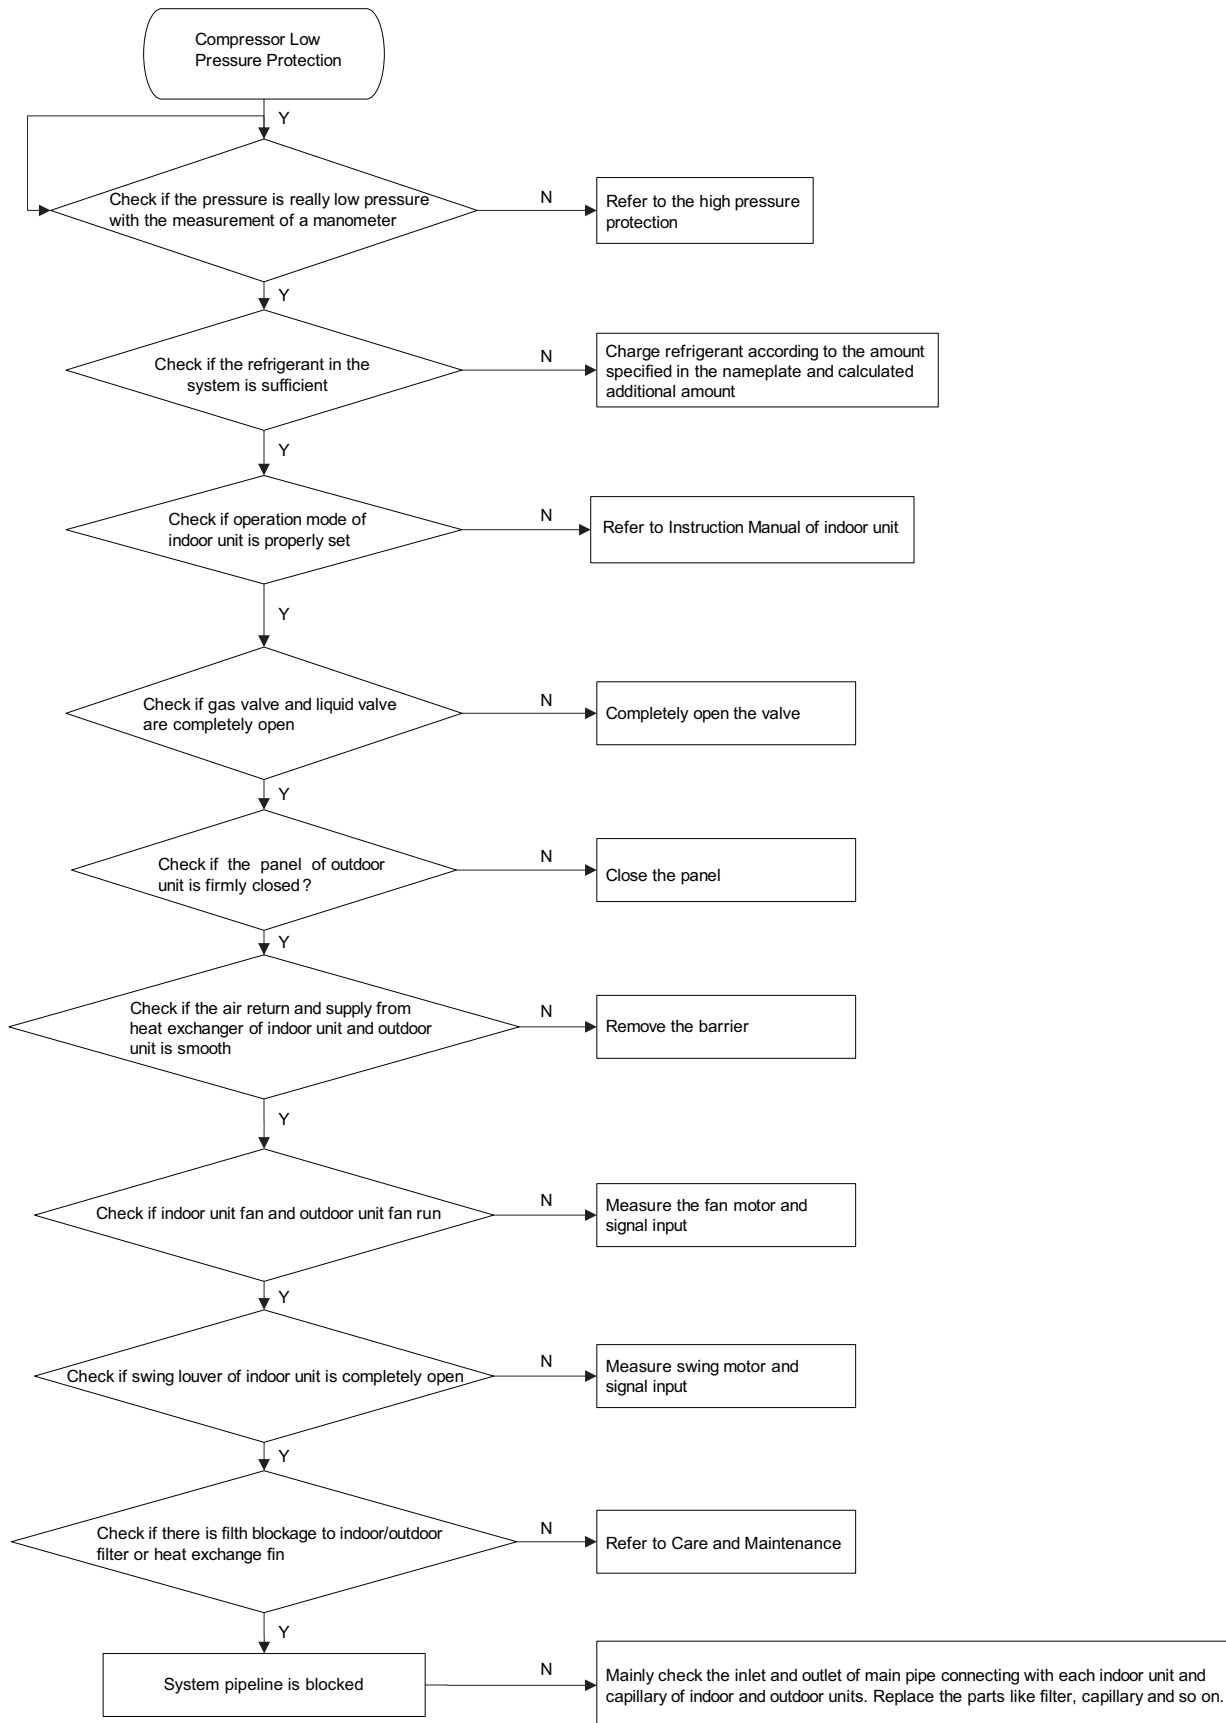 Compressor Low
Pressure Protection
Y
Check if the pressure is really low pressure
with the measurement of a manometer
N
Refer to the high pressure
protection
Y
Check if the refrigerant in the
system is sufficient
N
Charge refrigerant according to the amount
specified in the nameplate and calculated
additional amount
Y
Check if operation mode of
indoor unit is properly set
N
Refer to Instruction Manual of indoor unit
Y
Check if gas valve and liquid valve
are completely open
N
Completely open the valve
Y
Check if the panel of outdoor
unit is firmly closed?
N
Close the panel
Y
Check if the air return and supply from
heat exchanger of indoor unit and outdoor
unit is smooth
N
Remove the barrier
Y
Check if indoor unit fan and outdoor unit fan run
N
Measure the fan motor and
signal input
Y
Check if swing louver of indoor unit is completely open
N
Measure swing motor and
signal input
Y
Check if there is filth blockage to indoor/outdoor
filter or heat exchange fin
N
Refer to Care and Maintenance
Y
System pipeline is blocked
N
Mainly check the inlet and outlet of main pipe connecting with each indoor unit and
capillary of indoor and outdoor units. Replace the parts like filter, capillary and so on.